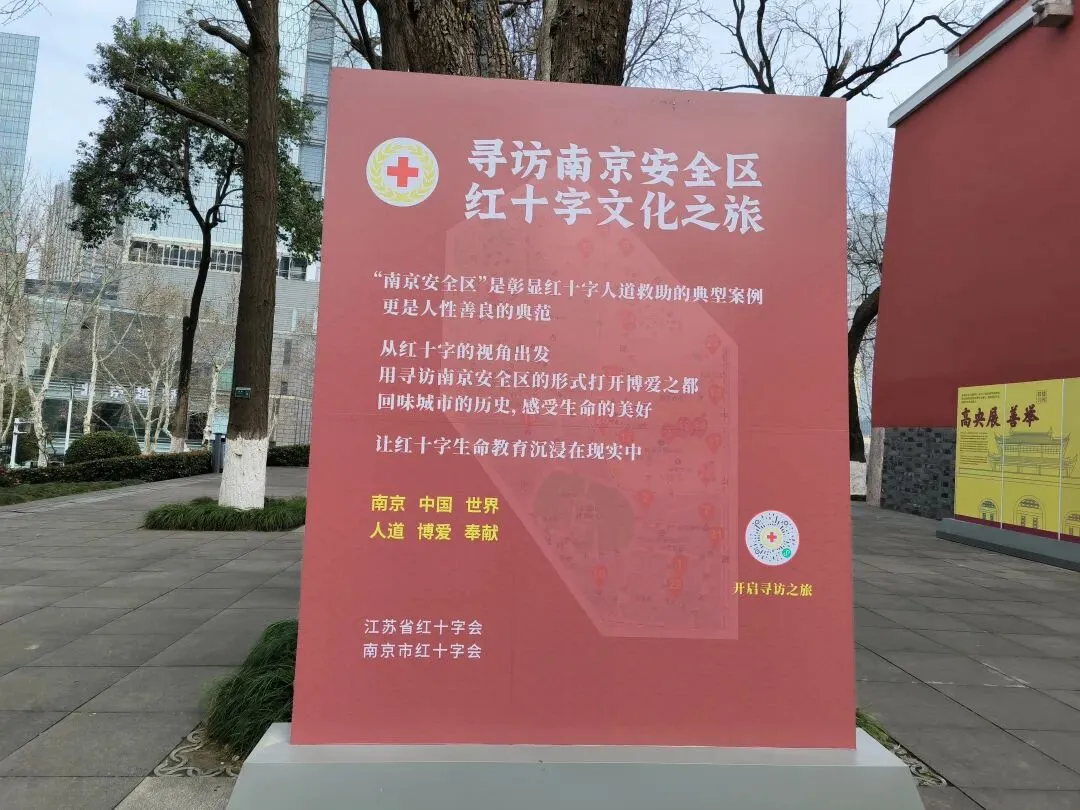 寻访南京安全区
红十字文化之旅
“南京安全区”是彰显红十字人道救助的典型案例
更是人性善良的典范
从红十字的视角出发
用寻访南京安全区的形式打开博爱之都
回味城市的历史,感受生命的美好
让红十字生命教育沉浸在现实中
南京 中国 世界
人道 博爱 奉献
开启寻访之旅
江苏省红十字会
南京市红十字会